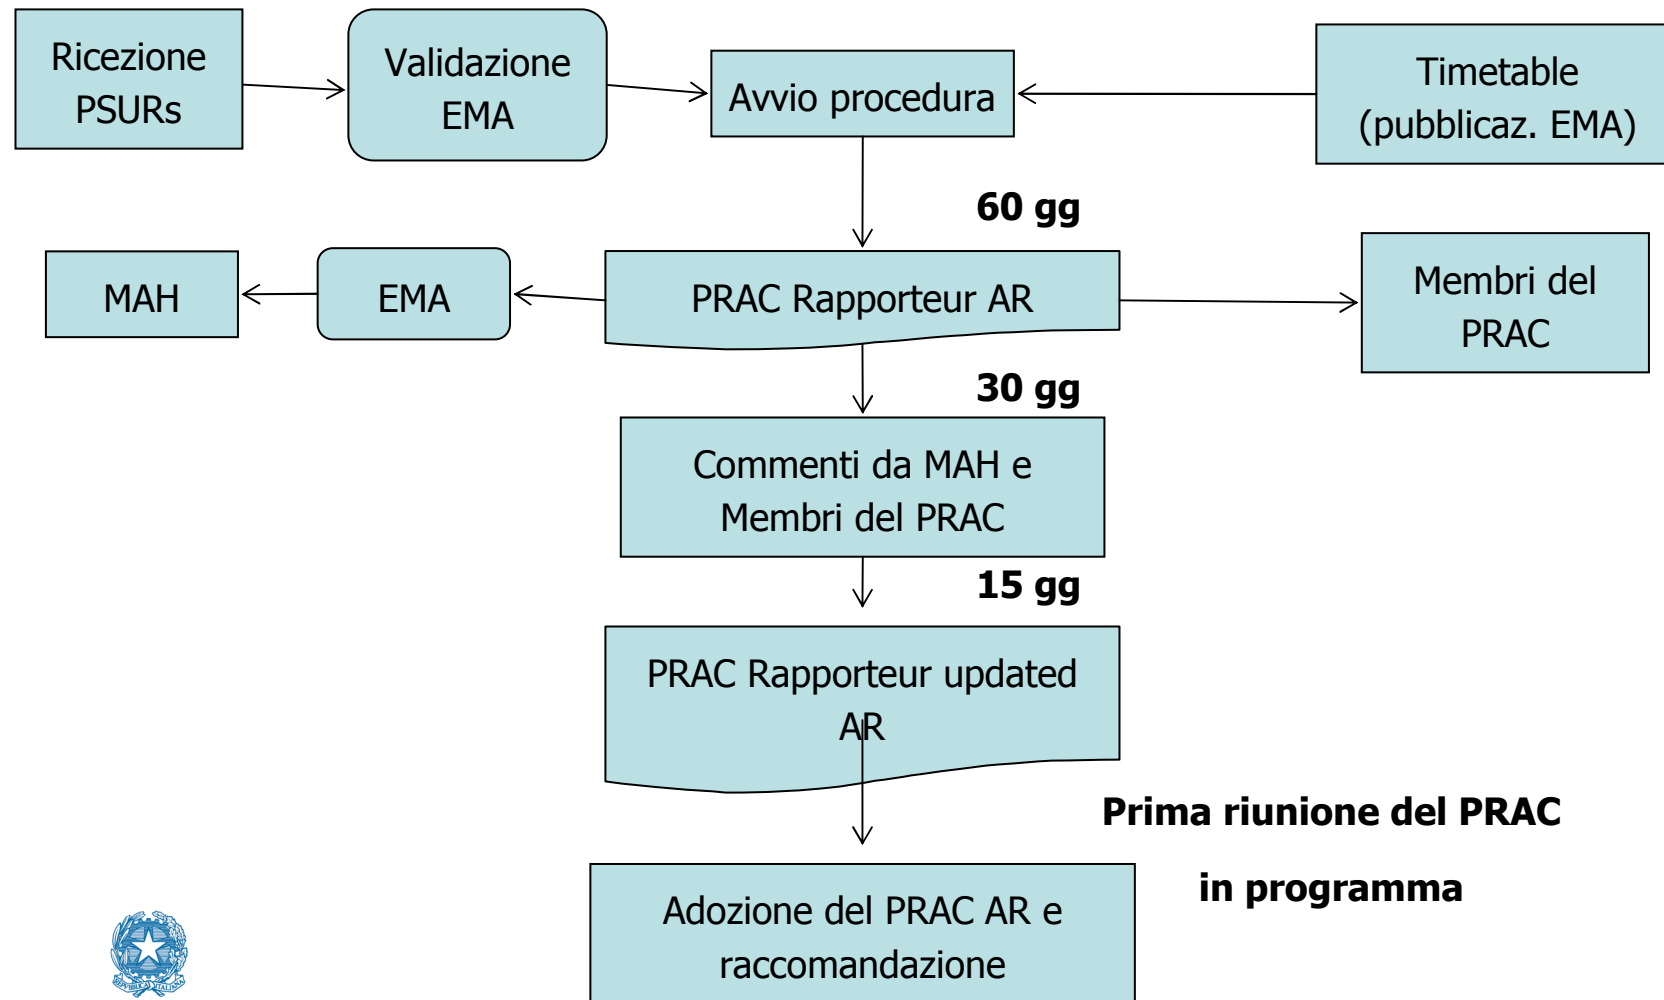 Ricezione
PSURs
Validazione
EMA
Avvio procedura
Timetable
(pubblicaz. EMA)
60 gg
MAH
EMA
PRAC Rapporteur AR
Membri del
PRAC
30 gg
Commenti da MAH e
Membri del PRAC
15 gg
PRAC Rapporteur updated
AR
Prima riunione del PRAC
in programma
Adozione del PRAC AR e
raccomandazione
REPVBBLICA ITALIANA